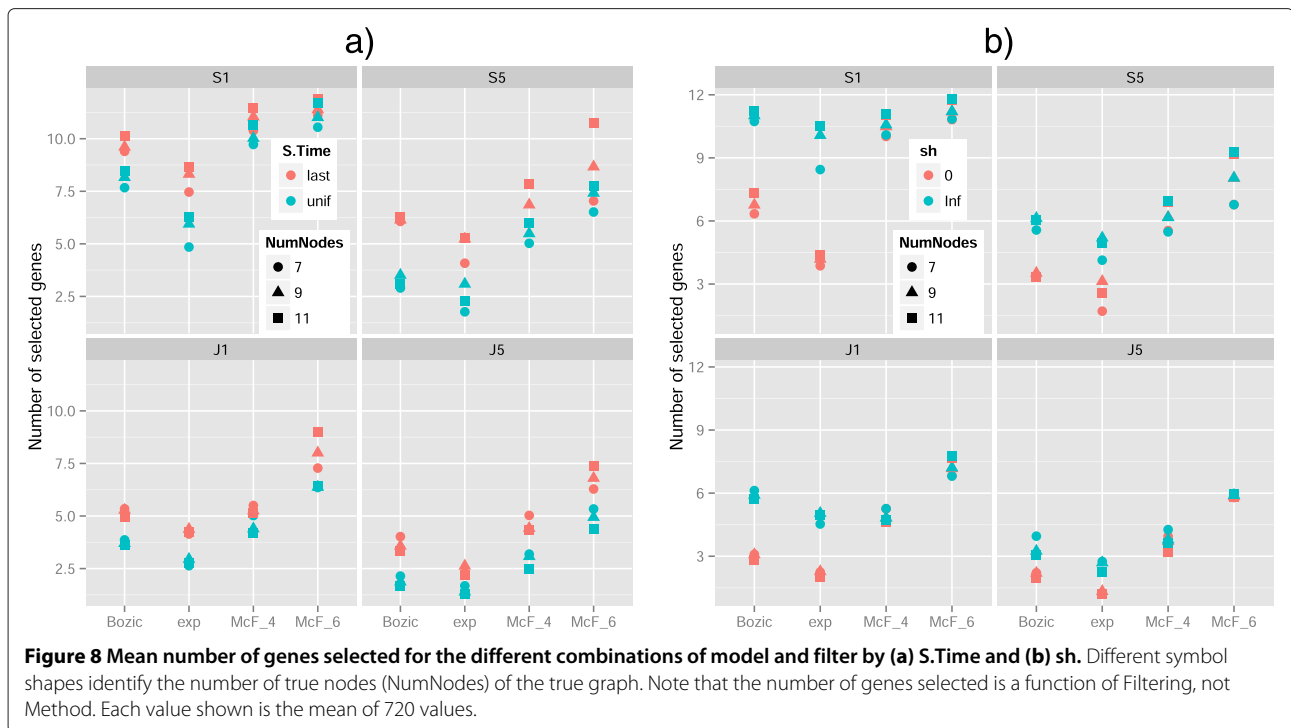 a)
S1
S5
10.0
7.5
5.0
2.5
S.Time
last
unif
NumNodes
7
9
11
J1
J5
10.0
7.5
5.0
2.5
Number of selected genes
Bozic exp McF_4 McF_6
Bozic exp McF_4 McF_6
b)
S1
S5
12
9
6
3
sh
0
Inf
NumNodes
7
9
11
J1
J5
12
9
6
3
Number of selected genes
Bozic exp McF_4 McF_6
Bozic exp McF_4 McF_6
Figure 8 Mean number of genes selected for the different combinations of model and filter by (a) S.Time and (b) sh. Different symbol
shapes identify the number of true nodes (NumNodes) of the true graph. Note that the number of genes selected is a function of Filtering, not
Method. Each value shown is the mean of 720 values.